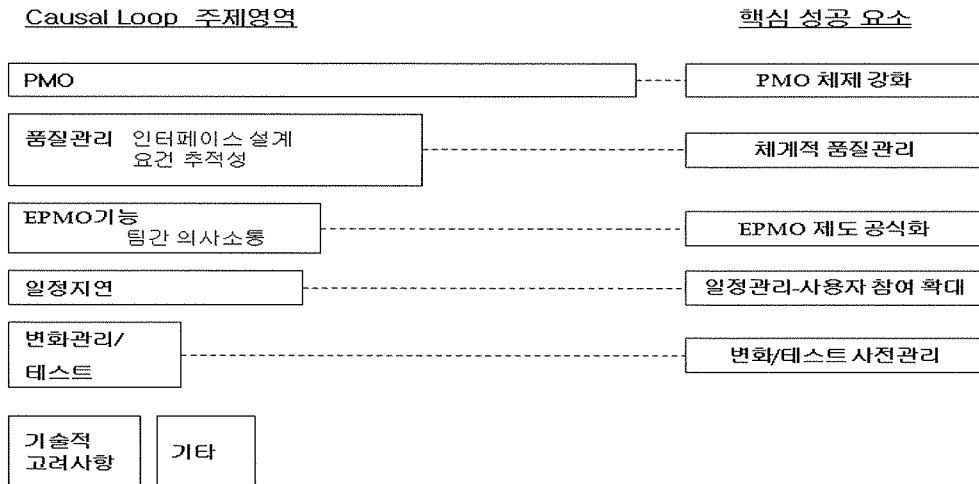 Causal Loop 주제영역
핵심 성공 요소
PMO
PMO 체제 강화
품질관리 인터페이스 설계
요건 추적성
체계적 품질관리
EPMO기능
팀간 의사소통
EPMO 제도 공식화
일정지연
일정관리-사용자 참여 확대
변화관리/
테스트
변화/테스트 사전관리
기술적
고려사항
기타